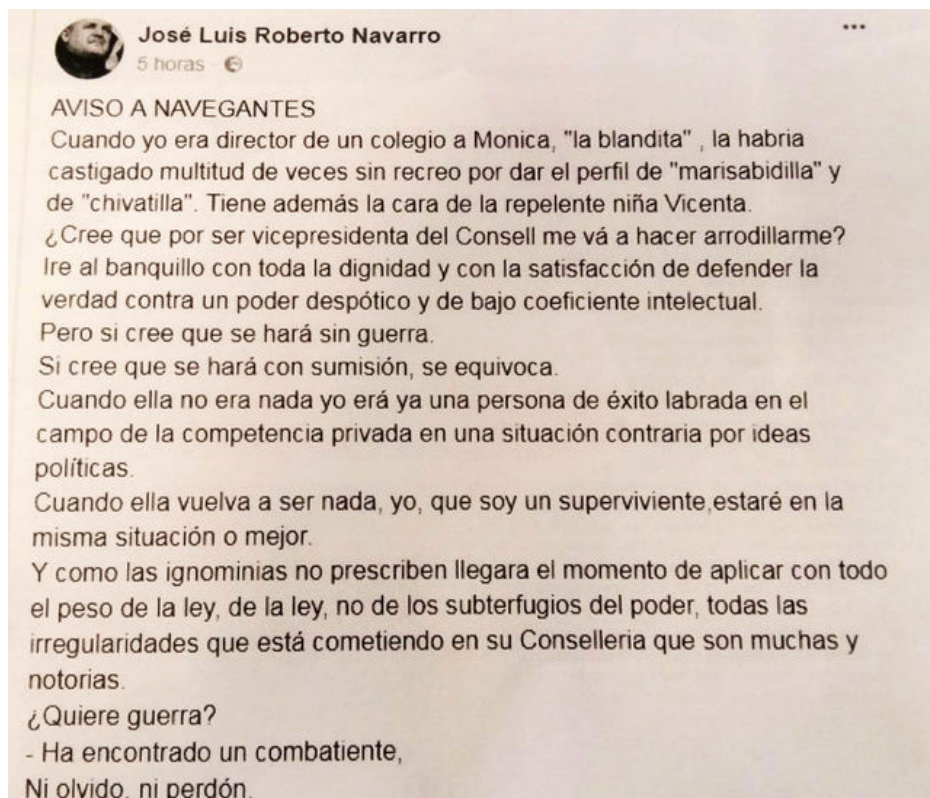 José Luis Roberto Navarro
5 horas
AVISO A NAVEGANTES
Cuando yo era director de un colegio a Monica, "la blandita" , la habria
castigado multitud de veces sin recreo por dar el perfil de "marisabidilla" y
de "chivatilla". Tiene además la cara de la repelente niña Vicenta.
¿Cree que por ser vicepresidenta del Consell me vá a hacer arrodillarme?
Ire al banquillo con toda la dignidad y con la satisfacción de defender la
verdad contra un poder despótico y de bajo coeficiente intelectual.
Pero si cree que se hará sin guerra.
Si cree que se hará con sumisión, se equivoca.
Cuando ella no era nada yo erá ya una persona de éxito labrada en el
campo de la competencia privada en una situación contraria por ideas
políticas.
Cuando ella vuelva a ser nada, yo, que soy un superviviente,estaré en la
misma situación o mejor.
Y como las ignominias no prescriben llegara el momento de aplicar con todo
el peso de la ley, de la ley, no de los subterfugios del poder, todas las
irregularidades que está cometiendo en su Conselleria que son muchas y
notorias.
¿Quiere guerra?
- Ha encontrado un combatiente,
Ni olvido, ni perdón.